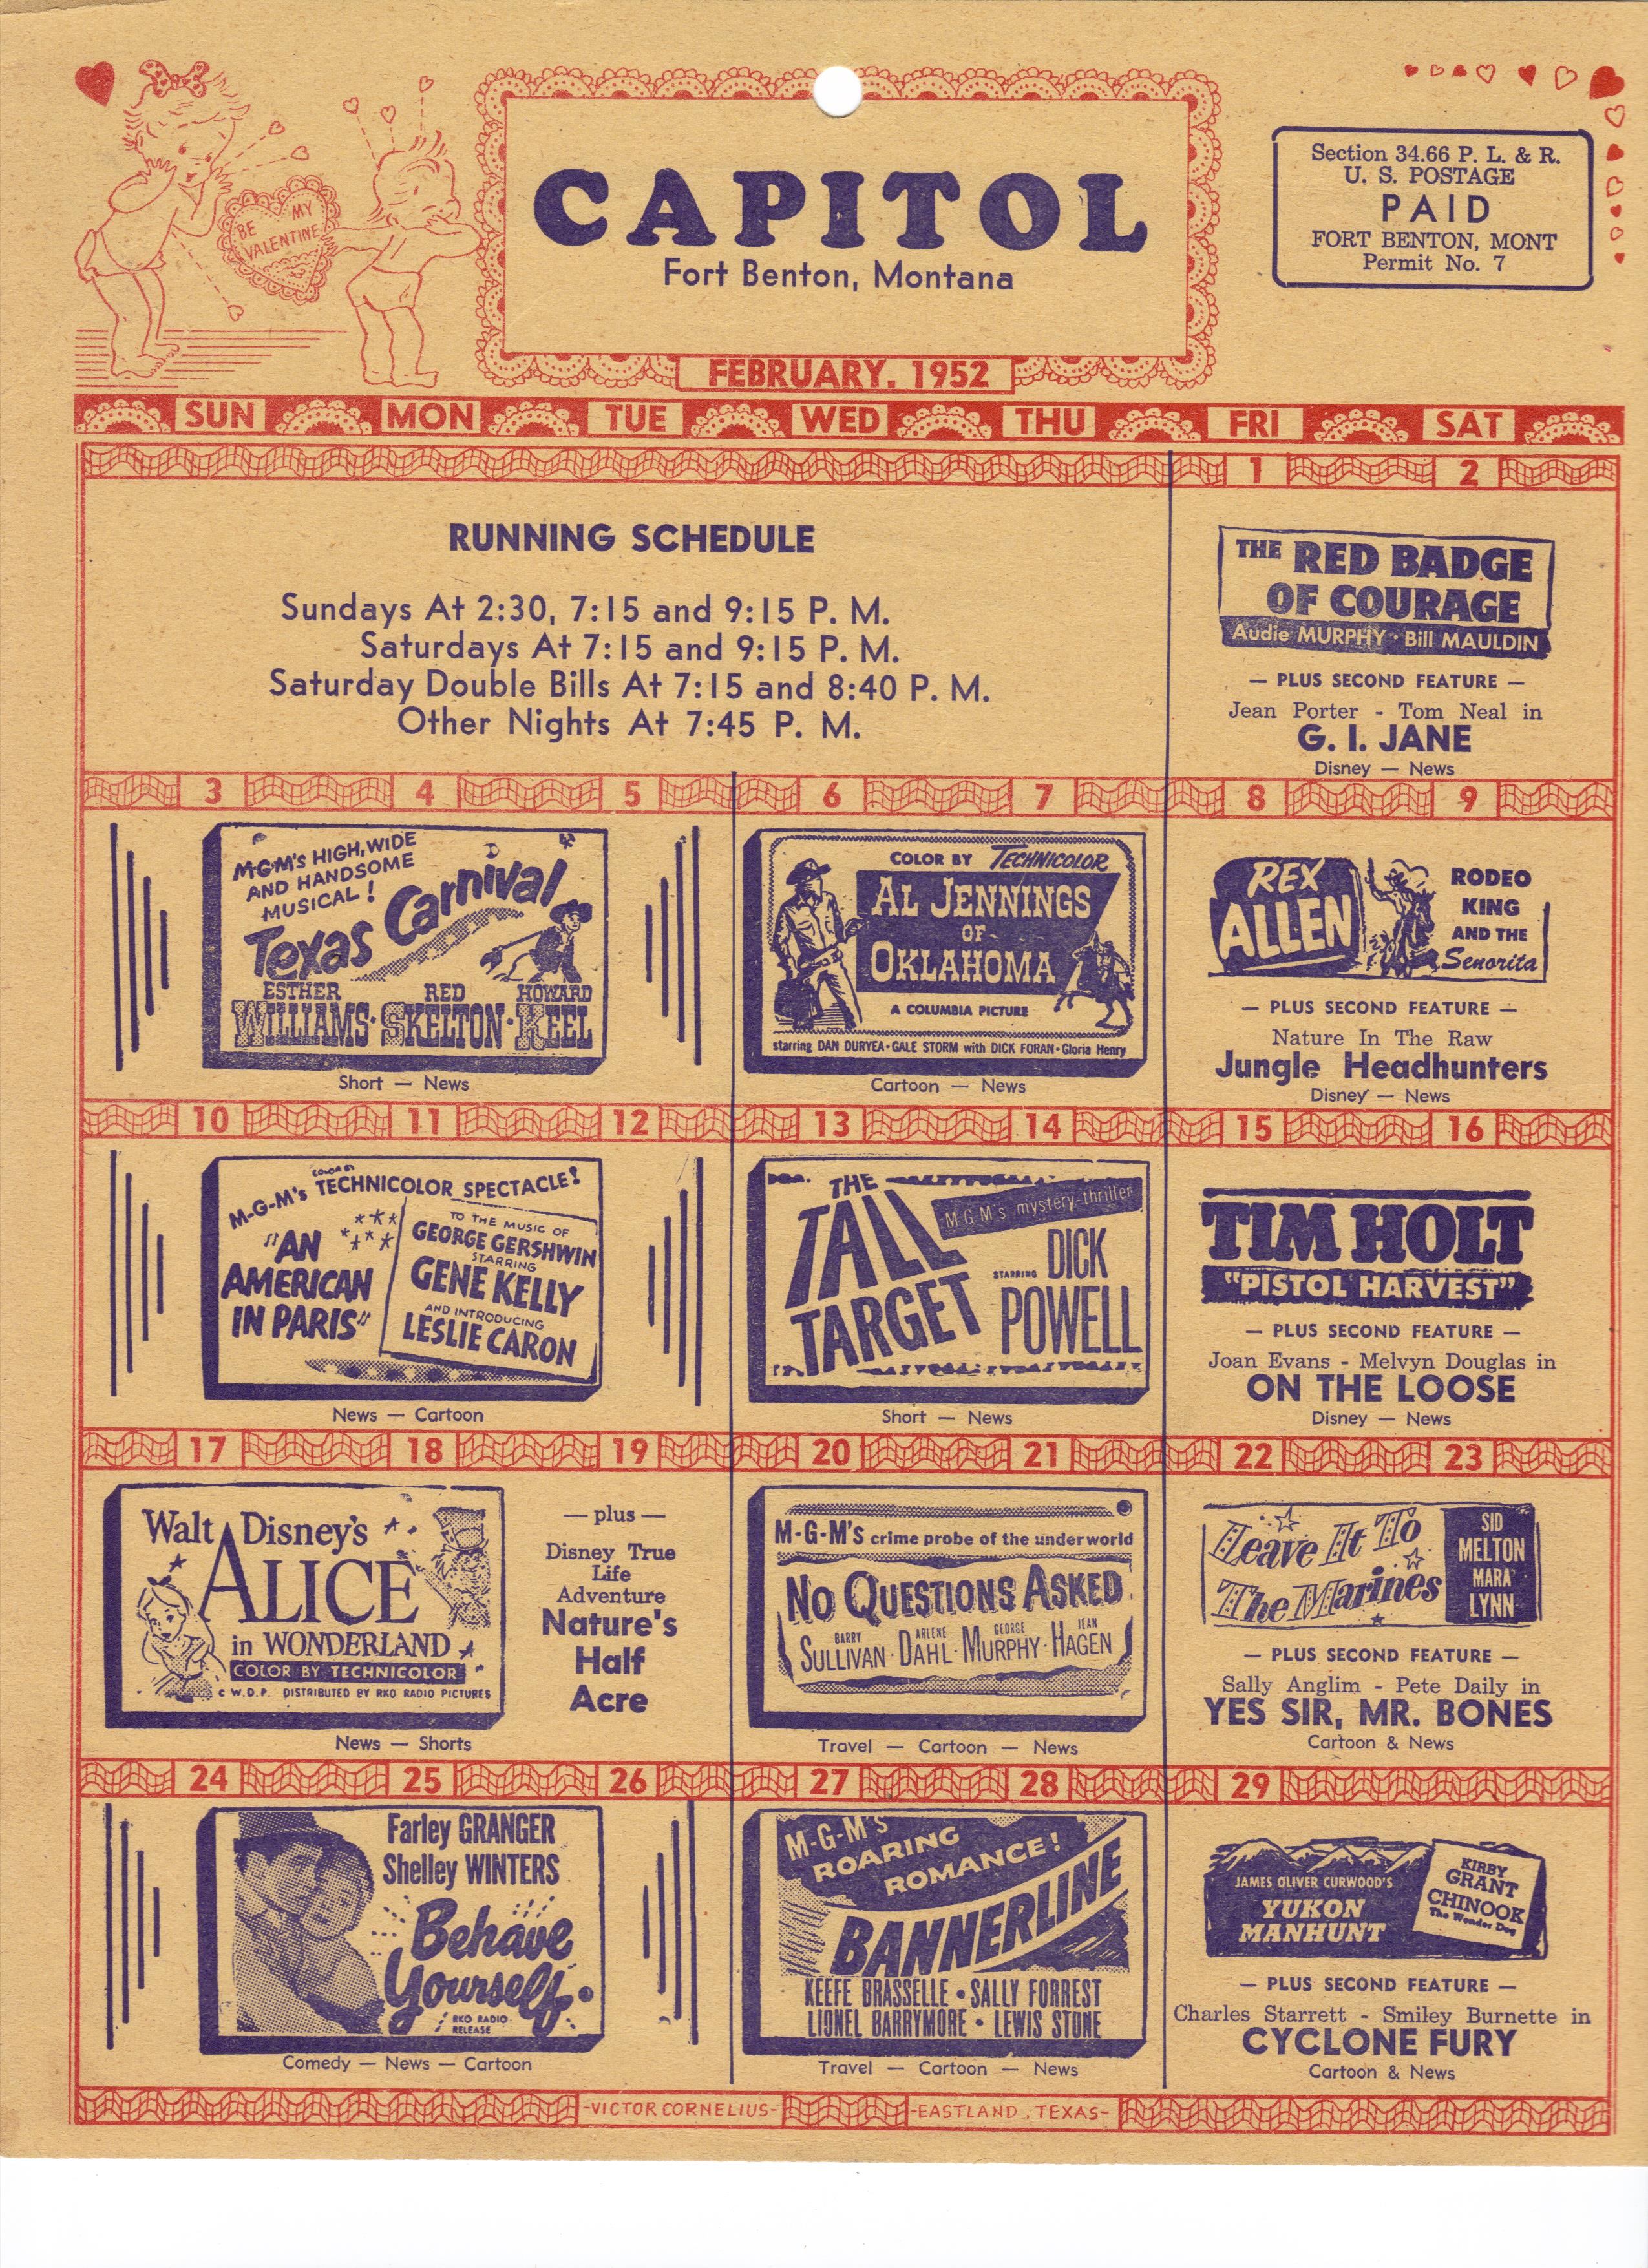 BE MY
VALENTINE
CAPITOL
Fort Benton, Montana
Section 34.66 P. L. & R.
U. S. POSTAGE
PAID
FORT BENTON, MONT
Permit No. 7
FEBRUARY, 1952
SUN MON TUE WED THU FRI SAT
1 2
RUNNING SCHEDULE
Sundays At 2:30, 7:15 and 9:15 P. M.
Saturdays At 7:15 and 9:15 P. M.
Saturday Double Bills At 7:15 and 8:40 P. M.
Other Nights At 7:45 P. M.
THE RED BADGE
OF COURAGE
Audie MURPHY · Bill MAULDIN
— PLUS SECOND FEATURE —
Jean Porter - Tom Neal in
G. I. JANE
Disney — News
3 4 5 6 7 8 9
M-G-M's HIGH, WIDE
AND HANDSOME
MUSICAL!
Texas Carnival
ESTHER RED HOWARD
WILLIAMS · SKELTON · KEEL
Short — News
COLOR BY TECHNICOLOR
AL JENNINGS
OF
OKLAHOMA
A COLUMBIA PICTURE
starring DAN DURYEA · GALE STORM with DICK FORAN · Gloria Henry
Cartoon — News
REX
ALLEN
RODEO
KING
AND THE
Senorita
— PLUS SECOND FEATURE —
Nature In The Raw
Jungle Headhunters
Disney — News
10 11 12 13 14 15 16
COLOR BY
M-G-M's TECHNICOLOR SPECTACLE!
"AN
AMERICAN
IN PARIS"
TO THE MUSIC OF
GEORGE GERSHWIN
STARRING
GENE KELLY
AND INTRODUCING
LESLIE CARON
News — Cartoon
THE
TALL
TARGET
M-G-M's mystery-thriller
STARRING DICK
POWELL
Short — News
TIM HOLT
"PISTOL HARVEST"
— PLUS SECOND FEATURE —
Joan Evans - Melvyn Douglas in
ON THE LOOSE
Disney — News
17 18 19 20 21 22 23
Walt Disney's
ALICE
in WONDERLAND
COLOR BY TECHNICOLOR
© W.D.P. DISTRIBUTED BY RKO RADIO PICTURES
— plus —
Disney True
Life
Adventure
Nature's
Half
Acre
News — Shorts
M-G-M'S crime probe of the underworld
NO QUESTIONS ASKED
BARRY ARLENE GEORGE JEAN
SULLIVAN · DAHL · MURPHY · HAGEN
Travel — Cartoon — News
Leave It To
The Marines
SID
MELTON
MARA
LYNN
— PLUS SECOND FEATURE —
Sally Anglim - Pete Daily in
YES SIR, MR. BONES
Cartoon & News
24 25 26 27 28 29
Farley GRANGER
Shelley WINTERS
Behave
Yourself
RKO RADIO
RELEASE
Comedy — News — Cartoon
M-G-M's
ROARING
ROMANCE!
BANNERLINE
KEEFE BRASSELLE · SALLY FORREST
LIONEL BARRYMORE · LEWIS STONE
Travel — Cartoon — News
JAMES OLIVER CURWOOD'S
YUKON
MANHUNT
KIRBY
GRANT
CHINOOK
The Wonder Dog
— PLUS SECOND FEATURE —
Charles Starrett - Smiley Burnette in
CYCLONE FURY
Cartoon & News
-VICTOR CORNELIUS- -EASTLAND, TEXAS-